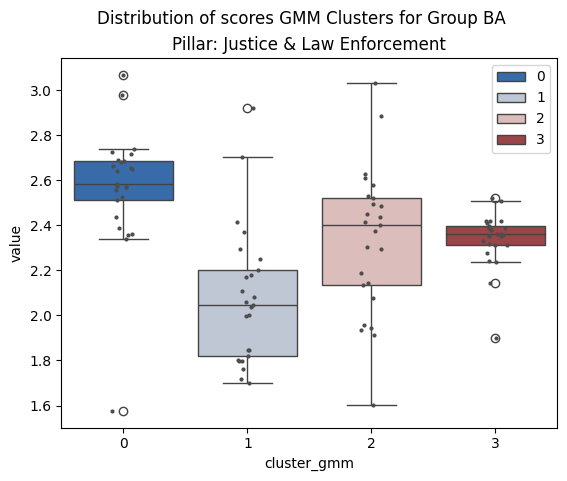 Distribution of scores GMM Clusters for Group BA
Pillar: Justice & Law Enforcement
0
1
2
3
3.0
2.8
2.6
2.4
2.2
2.0
1.8
1.6
value
0 1 2 3
cluster_gmm